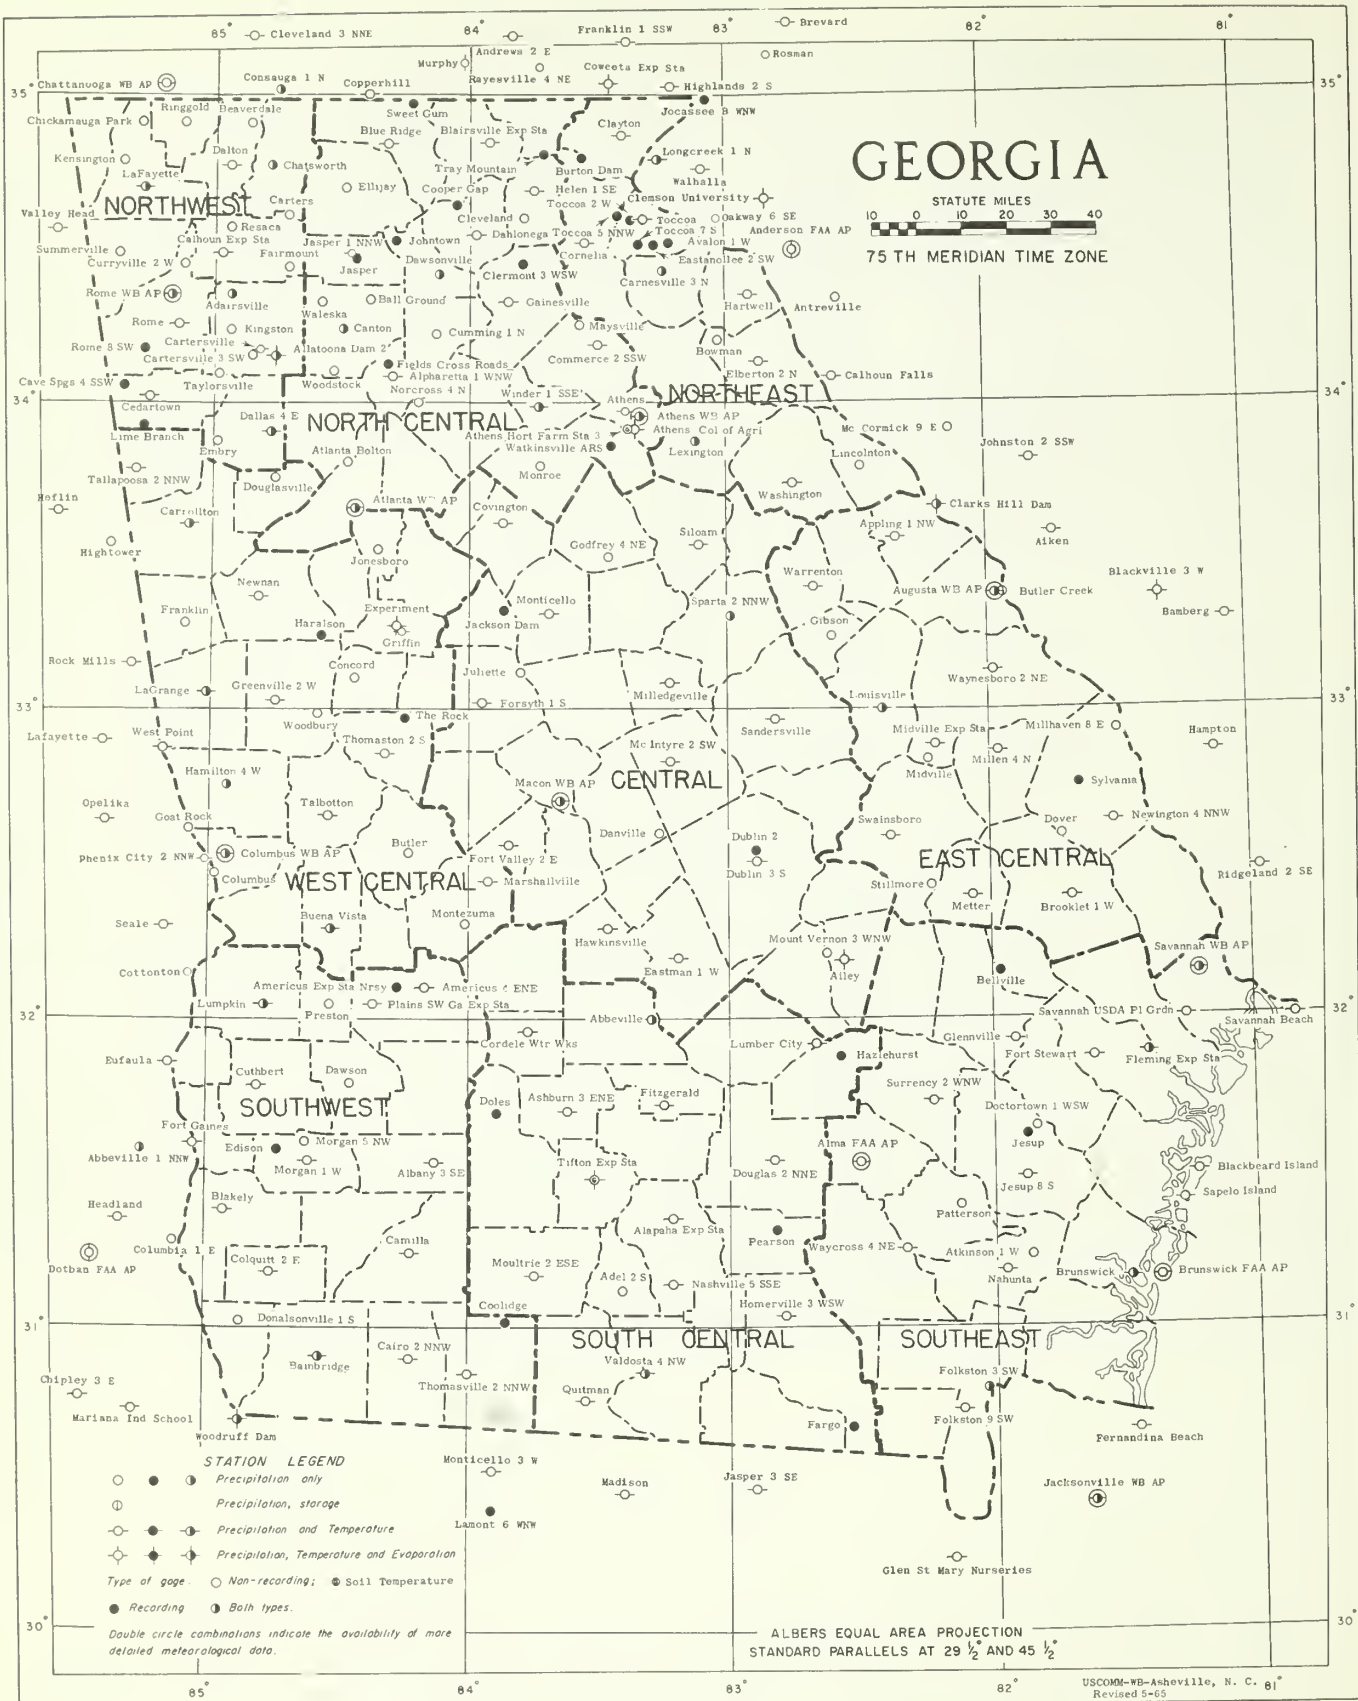 85° 84° 83° 82° 81°
Cleveland 3 NNE
Franklin 1 SSW
Brevard
Andrews 2 E
Rosman
Murphy
Rayesville 4 NE
Coweeta Exp Sta
Chattanooga WB AP
Consauga 1 N
Copperhill
Highlands 2 S
35° 35°
Ringgold
Beaverdale
Sweet Gum
Jocassee 8 WNW
Chickamauga Park
Blue Ridge
Blairsville Exp Sta
Clayton
GEORGIA
Kensington
Dalton
Chatsworth
Tray Mountain
Burton Dam
Longcreek 1 N
LaFayette
Ellijay
Cooper Gap
Helen 1 SE
Walhalla
Clemson University
STATUTE MILES
NORTHWEST
Carters
Toccoa 2 W
10 0 10 20 30 40
Valley Head
Resaca
Cleveland
Toccoa
Oakway 6 SE
Calhoun Exp Sta
Jasper 1 NNW
Johntown
Dahlonega
Toccoa 5 NNW
Toccoa 7 S
Anderson FAA AP
Summerville
Fairmount
Cornelia
Avalon 1 W
75 TH MERIDIAN TIME ZONE
Curryville 2 W
Jasper
Dawsonville
Clermont 3 WSW
Eastanollee 2 SW
Carnesville 3 N
Rome WB AP
Adairsville
Waleska
Ball Ground
Gainesville
Hartwell
Antreville
Rome
Kingston
Canton
Cumming 1 N
Maysville
Cartersville
Rome 8 SW
Cartersville 3 SW
Allatoona Dam 2
Commerce 2 SSW
Bowman
Fields Cross Roads
Cave Spgs 4 SSW
Taylorsville
Woodstock
Alpharetta 1 WNW
Elberton 2 N
Calhoun Falls
34° 34°
Cedartown
Norcross 4 N
Winder 1 SSE
Athens
NORTHEAST
Dallas 4 E
NORTH CENTRAL
Athens WB AP
Lime Branch
Athens Hort Farm Sta 3
Athens Col of Agri
Mc Cormick 9 E
Embry
Atlanta Bolton
Watkinsville ARS
Lexington
Johnston 2 SSW
Tallapoosa 2 NNW
Douglasville
Monroe
Lincolnton
Washington
Heflin
Carrollton
Atlanta WB AP
Covington
Clarks Hill Dam
Hightower
Jonesboro
Godfrey 4 NE
Siloam
Appling 1 NW
Aiken
Newnan
Warrenton
Blackville 3 W
Franklin
Experiment
Monticello
Sparta 2 NNW
Augusta WB AP
Butler Creek
Haralson
Griffin
Jackson Dam
Gibson
Bamberg
Rock Mills
Concord
Juliette
LaGrange
Greenville 2 W
Milledgeville
Waynesboro 2 NE
Forsyth 1 S
Louisville
33° 33°
Woodbury
The Rock
Lafayette
West Point
Thomaston 2 S
Sandersville
Midville Exp Sta
Millhaven 8 E
Hampton
Mc Intyre 2 SW
Midville
Millen 4 N
Hamilton 4 W
Macon WB AP
CENTRAL
Sylvania
Opelika
Talbotton
Goat Rock
Danville
Dublin 2
Swainsboro
Dover
Newington 4 NNW
Phenix City 2 NNW
Columbus WB AP
Butler
Fort Valley 2 E
Dublin 3 S
EAST CENTRAL
Ridgeland 2 SE
Columbus
WEST CENTRAL
Marshallville
Stillmore
Metter
Brooklet 1 W
Seale
Buena Vista
Montezuma
Hawkinsville
Mount Vernon 3 WNW
Savannah WB AP
Cottonton
Eastman 1 W
Ailey
Bellville
Americus Exp Sta Nrsy
Americus 4 ENE
Lumpkin
Preston
Plains SW Ga Exp Sta
Abbeville
Savannah USDA Pl Grdn
Savannah Beach
32° 32°
Cordele Wtr Wks
Lumber City
Glennville
Eufaula
Hazlehurst
Fort Stewart
Fleming Exp Sta
Cuthbert
Dawson
Surrency 2 WNW
SOUTHWEST
Doles
Ashburn 3 ENE
Fitzgerald
Doctortown 1 WSW
Fort Gaines
Edison
Morgan 5 NW
Alma FAA AP
Jesup
Abbeville 1 NNW
Morgan 1 W
Albany 3 SE
Tifton Exp Sta
Douglas 2 NNE
Jesup 8 S
Blackbeard Island
Headland
Blakely
Patterson
Sapelo Island
Columbia 1 E
Camilla
Alapaha Exp Sta
Pearson
Waycross 4 NE
Atkinson 1 W
Dothan FAA AP
Colquitt 2 E
Moultrie 2 ESE
Adel 2 S
Nashville 5 SSE
Nahunta
Brunswick
Brunswick FAA AP
Donalsonville 1 S
Coolidge
Homerville 3 WSW
31° 31°
SOUTH CENTRAL
SOUTHEAST
Bainbridge
Cairo 2 NNW
Valdosta 4 NW
Folkston 3 SW
Chipley 3 E
Thomasville 2 NNW
Quitman
Mariana Ind School
Fargo
Folkston 9 SW
Woodruff Dam
Fernandina Beach
STATION LEGEND
Monticello 3 W
Madison
Jasper 3 SE
Jacksonville WB AP
Precipitation only
Precipitation, storage
Lamont 6 WNW
Precipitation and Temperature
Precipitation, Temperature and Evaporation
Glen St Mary Nurseries
Type of gage. Non-recording; Soil Temperature
Recording Both types.
30° 30°
Double circle combinations indicate the availability of more
detailed meteorological data.
ALBERS EQUAL AREA PROJECTION
STANDARD PARALLELS AT 29 ½° AND 45 ½°
85° 84° 83° 82° 81°
USCOMM-WB-Asheville, N. C.
Revised 5-65